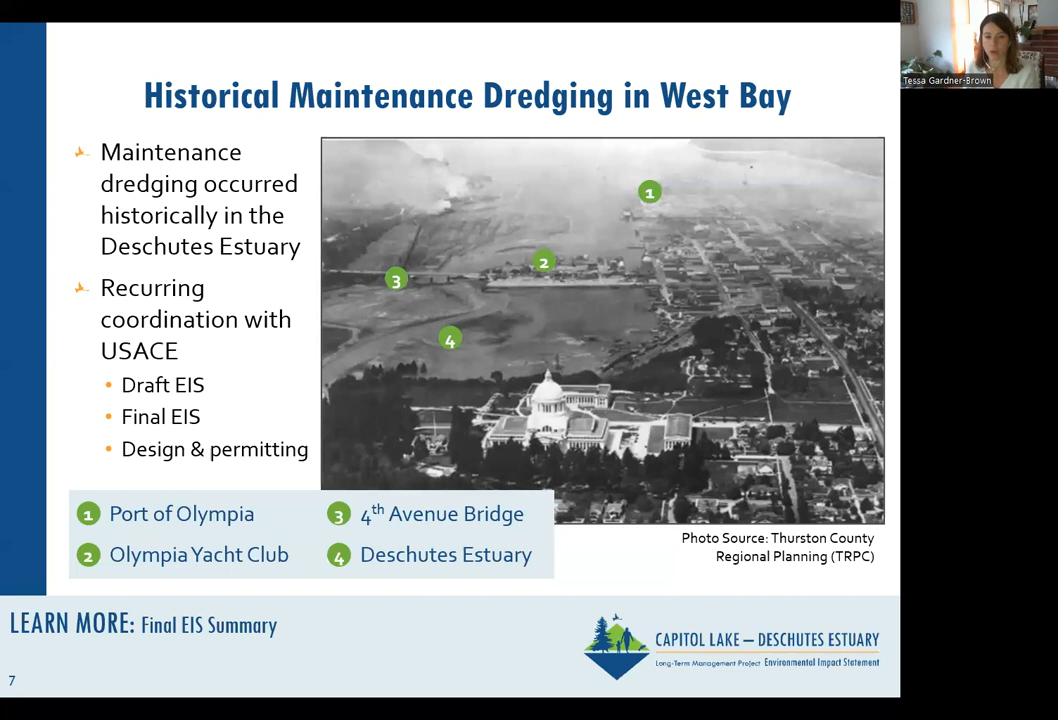 Tessa Gardner-Brown
Historical Maintenance Dredging in West Bay
Maintenance
dredging occurred
historically in the
Deschutes Estuary
Recurring
coordination with
USACE
• Draft EIS
• Final EIS
• Design & permitting
1
2
3
4
1 Port of Olympia
2 Olympia Yacht Club
3 4th Avenue Bridge
4 Deschutes Estuary
Photo Source: Thurston County
Regional Planning (TRPC)
LEARN MORE: Final EIS Summary
CAPITOL LAKE – DESCHUTES ESTUARY
Long-Term Management Project Environmental Impact Statement
7